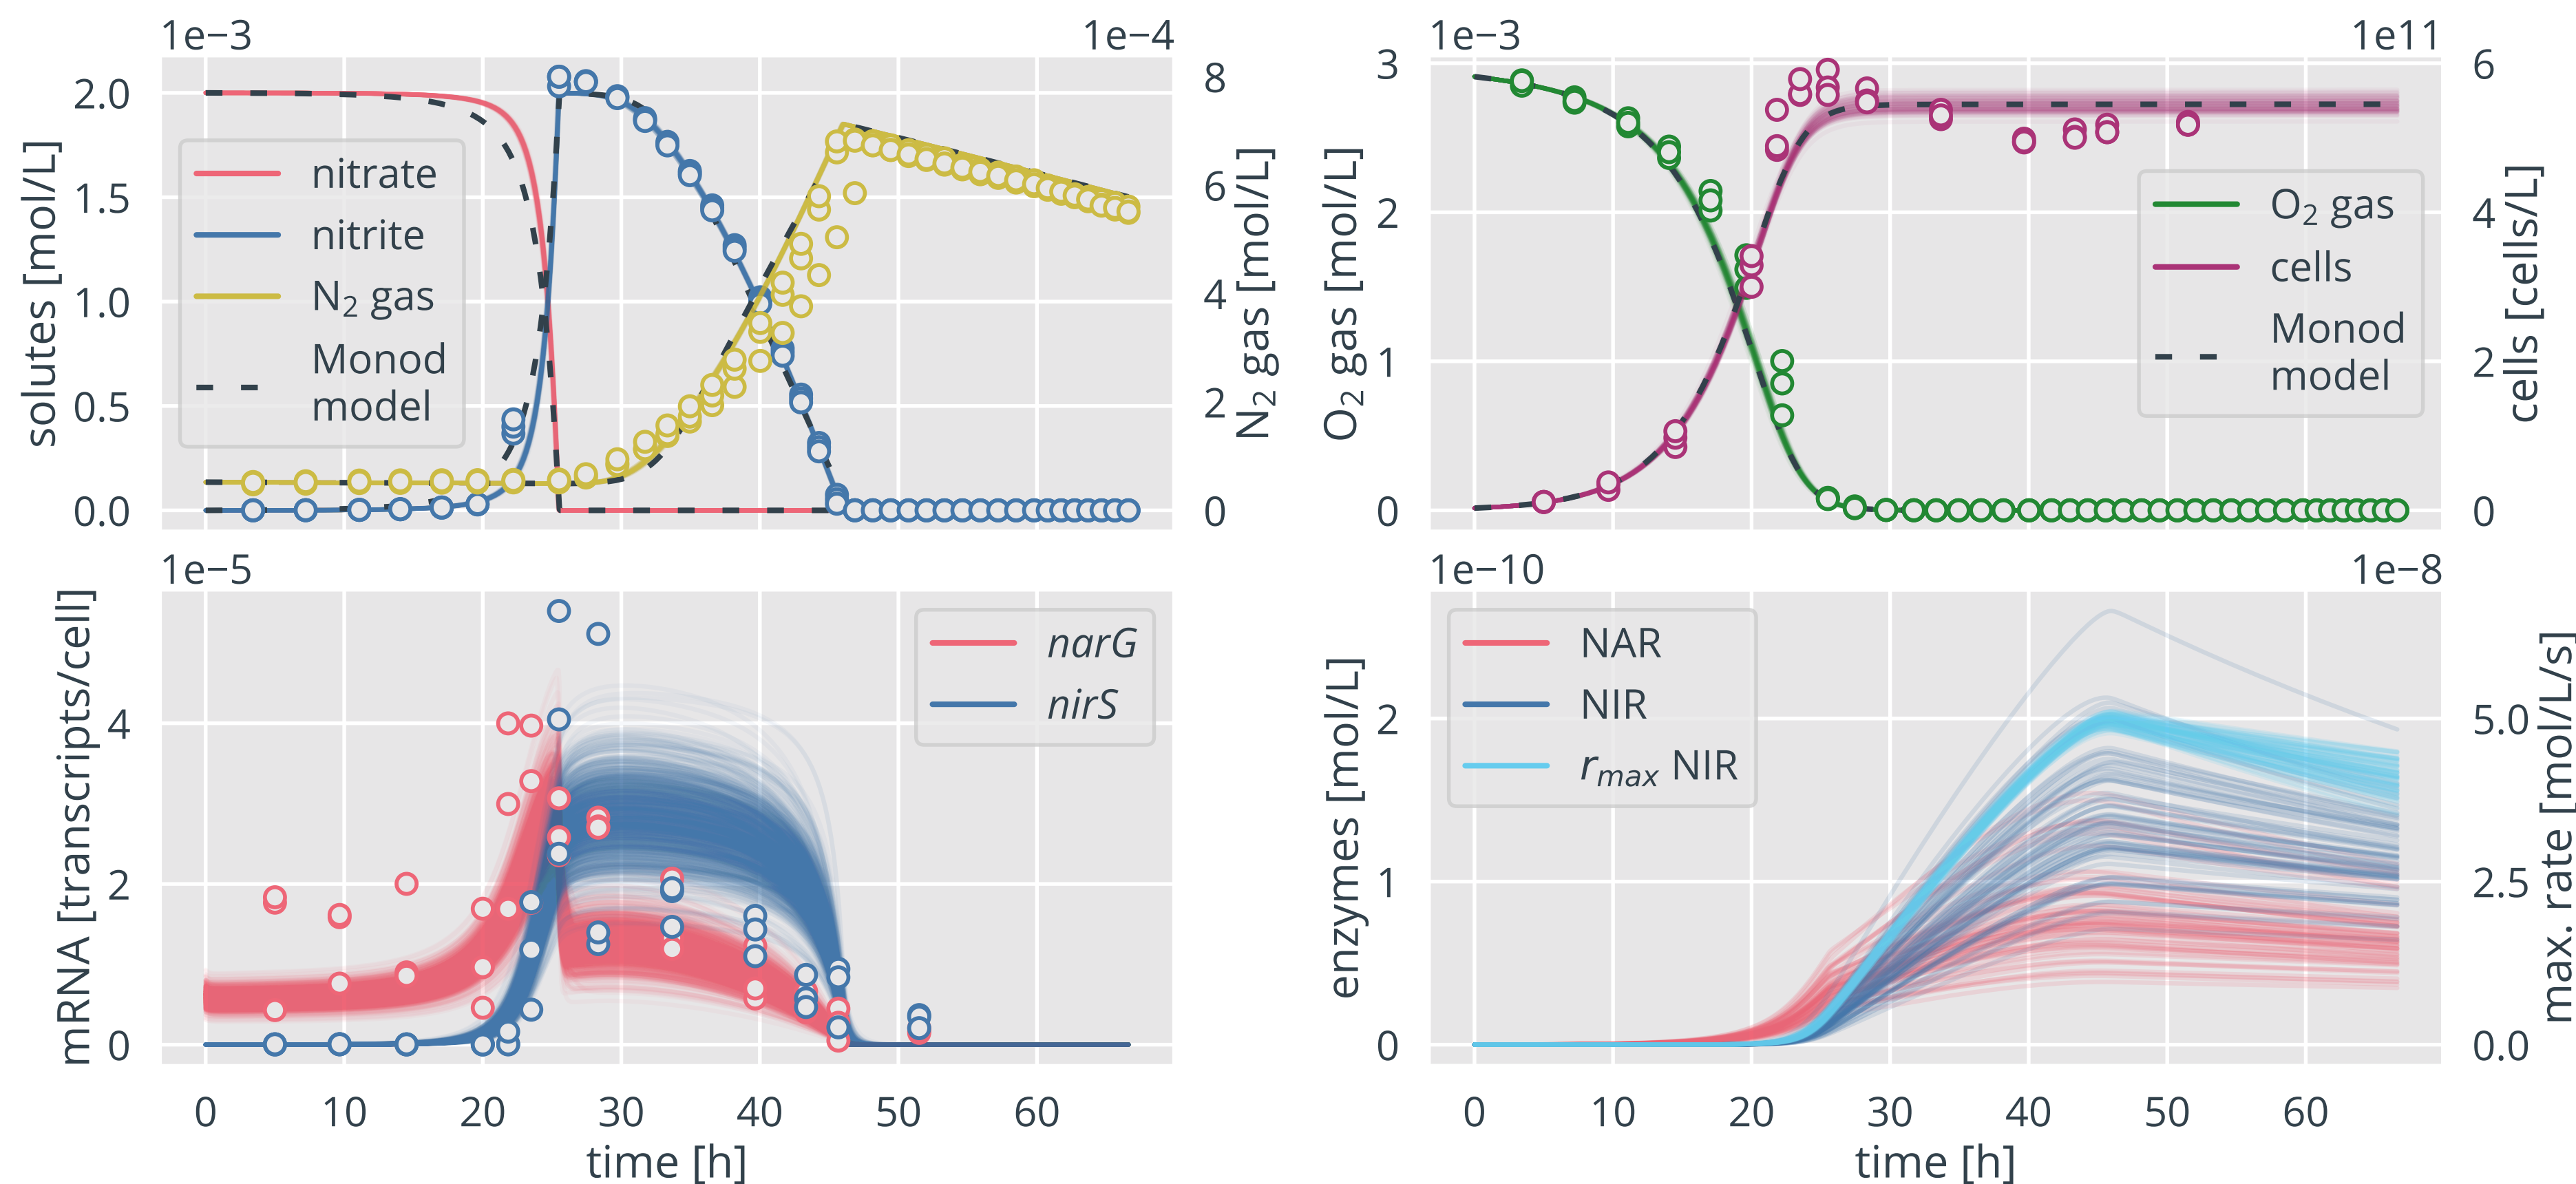 1e−3
1e−4
solutes [mol/L]
2.0
1.5
1.0
0.5
0.0
nitrate
nitrite
N₂ gas
Monod
model
8
6
4
2
0
N₂ gas [mol/L]
1e−3
1e11
O₂ gas [mol/L]
3
2
1
0
O₂ gas
cells
Monod
model
6
4
2
0
cells [cells/L]
1e−5
mRNA [transcripts/cell]
4
2
0
narG
nirS
0 10 20 30 40 50 60
time [h]
1e−10
1e−8
enzymes [mol/L]
2
1
0
NAR
NIR
rmax NIR
5.0
2.5
0.0
max. rate [mol/L/s]
0 10 20 30 40 50 60
time [h]